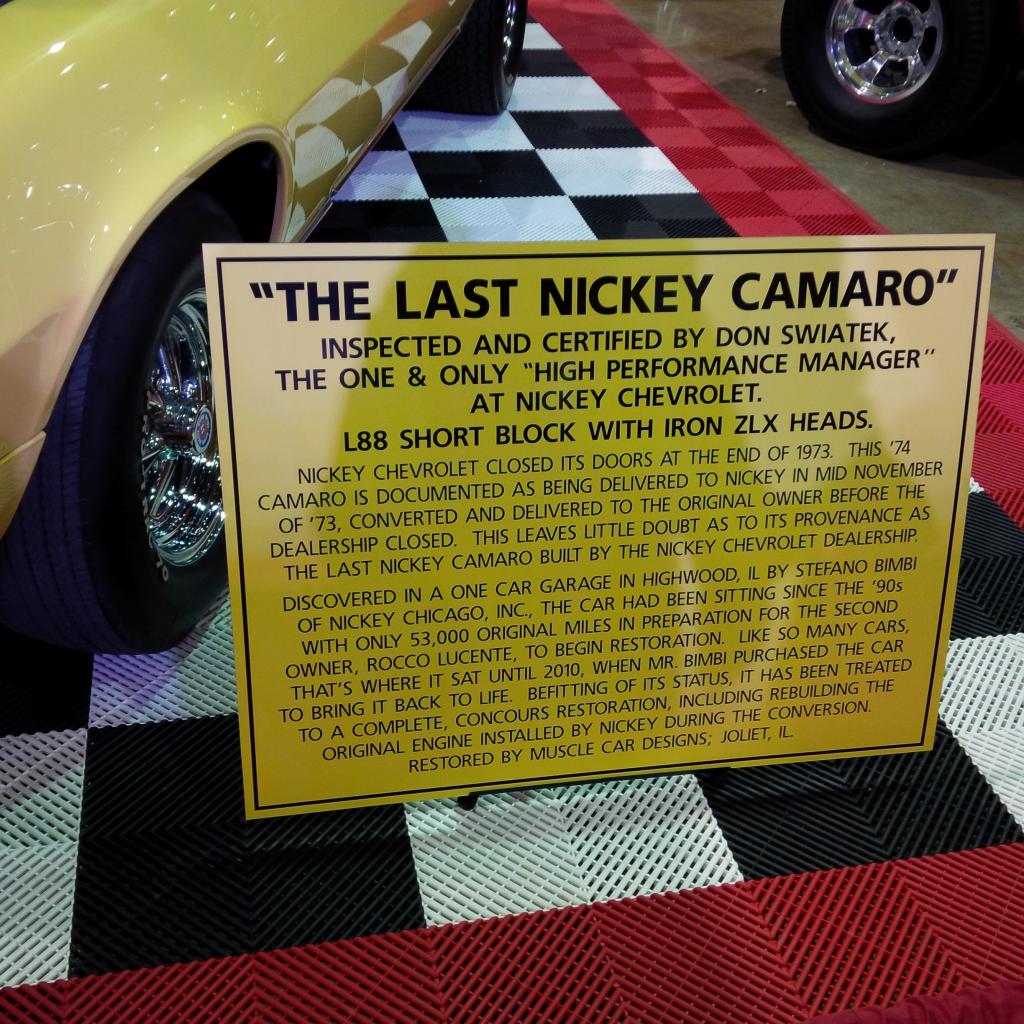 "THE LAST NICKEY CAMARO"
INSPECTED AND CERTIFIED BY DON SWIATEK,
THE ONE & ONLY "HIGH PERFORMANCE MANAGER"
AT NICKEY CHEVROLET.
L88 SHORT BLOCK WITH IRON ZLX HEADS.
NICKEY CHEVROLET CLOSED ITS DOORS AT THE END OF 1973. THIS '74
CAMARO IS DOCUMENTED AS BEING DELIVERED TO NICKEY IN MID NOVEMBER
OF '73, CONVERTED AND DELIVERED TO THE ORIGINAL OWNER BEFORE THE
DEALERSHIP CLOSED. THIS LEAVES LITTLE DOUBT AS TO ITS PROVENANCE AS
THE LAST NICKEY CAMARO BUILT BY THE NICKEY CHEVROLET DEALERSHIP.
DISCOVERED IN A ONE CAR GARAGE IN HIGHWOOD, IL BY STEFANO BIMBI
OF NICKEY CHICAGO, INC., THE CAR HAD BEEN SITTING SINCE THE '90s
WITH ONLY 53,000 ORIGINAL MILES IN PREPARATION FOR THE SECOND
OWNER, ROCCO LUCENTE, TO BEGIN RESTORATION. LIKE SO MANY CARS,
THAT'S WHERE IT SAT UNTIL 2010, WHEN MR. BIMBI PURCHASED THE CAR
TO BRING IT BACK TO LIFE. BEFITTING OF ITS STATUS, IT HAS BEEN TREATED
TO A COMPLETE, CONCOURS RESTORATION, INCLUDING REBUILDING THE
ORIGINAL ENGINE INSTALLED BY NICKEY DURING THE CONVERSION.
RESTORED BY MUSCLE CAR DESIGNS; JOLIET, IL.